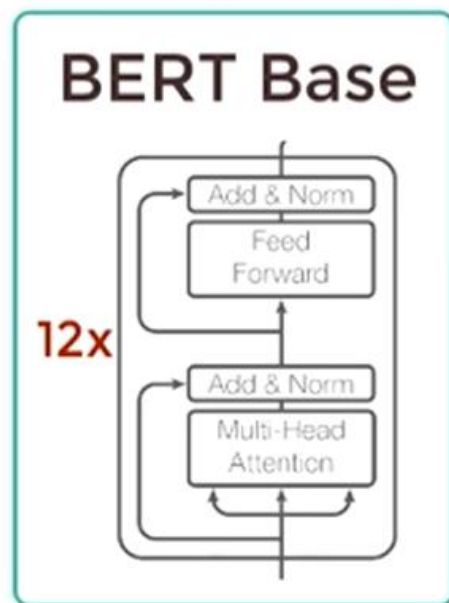 BERT Base
Add & Norm
Feed
Forward
12x
Add & Norm
Multi-Head
Attention